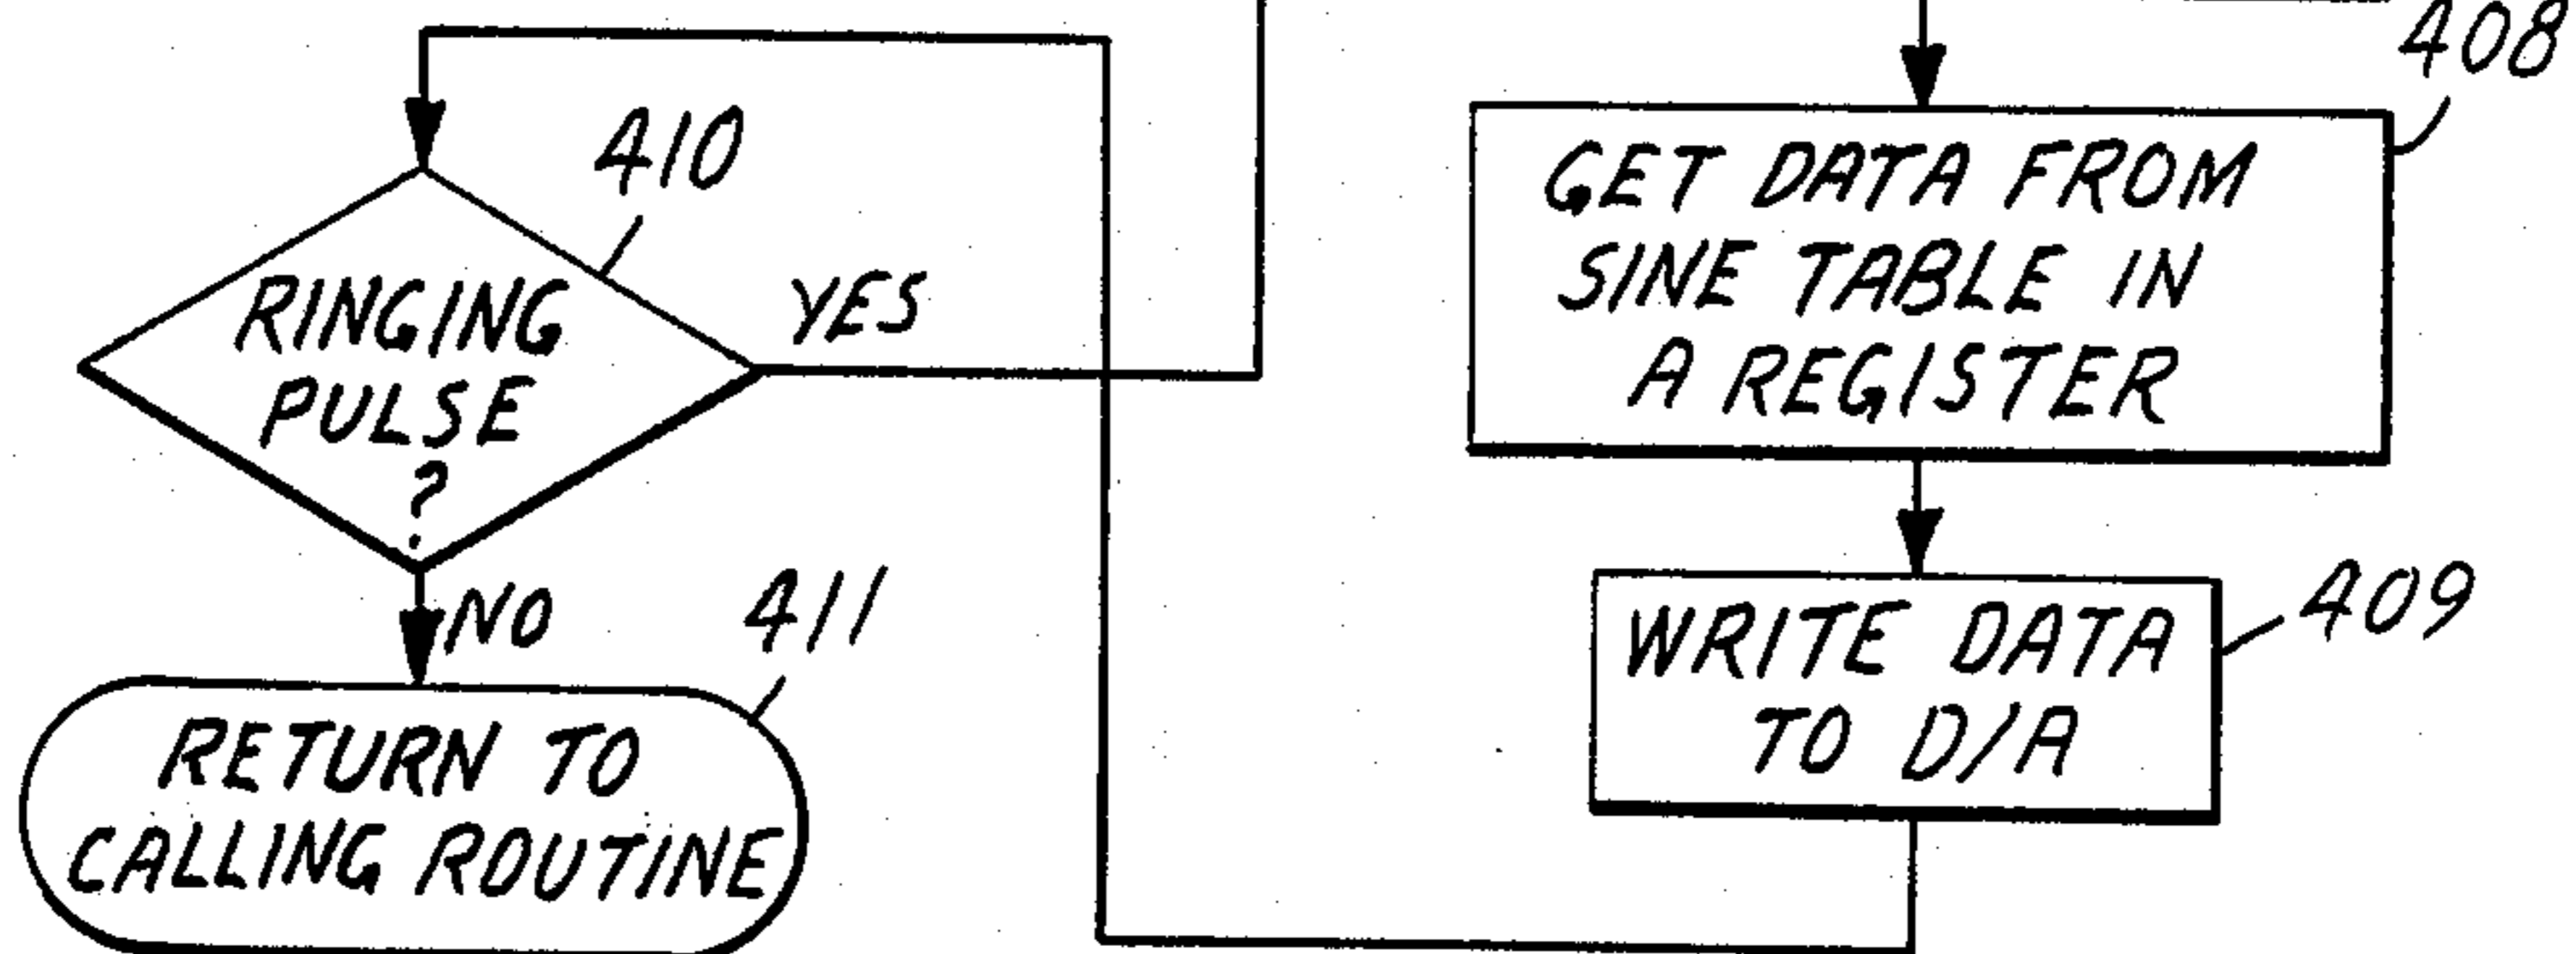 408
GET DATA FROM
SINE TABLE IN
A REGISTER
409
WRITE DATA
TO D/A
410
RINGING
PULSE
?
YES
NO
411
RETURN TO
CALLING ROUTINE